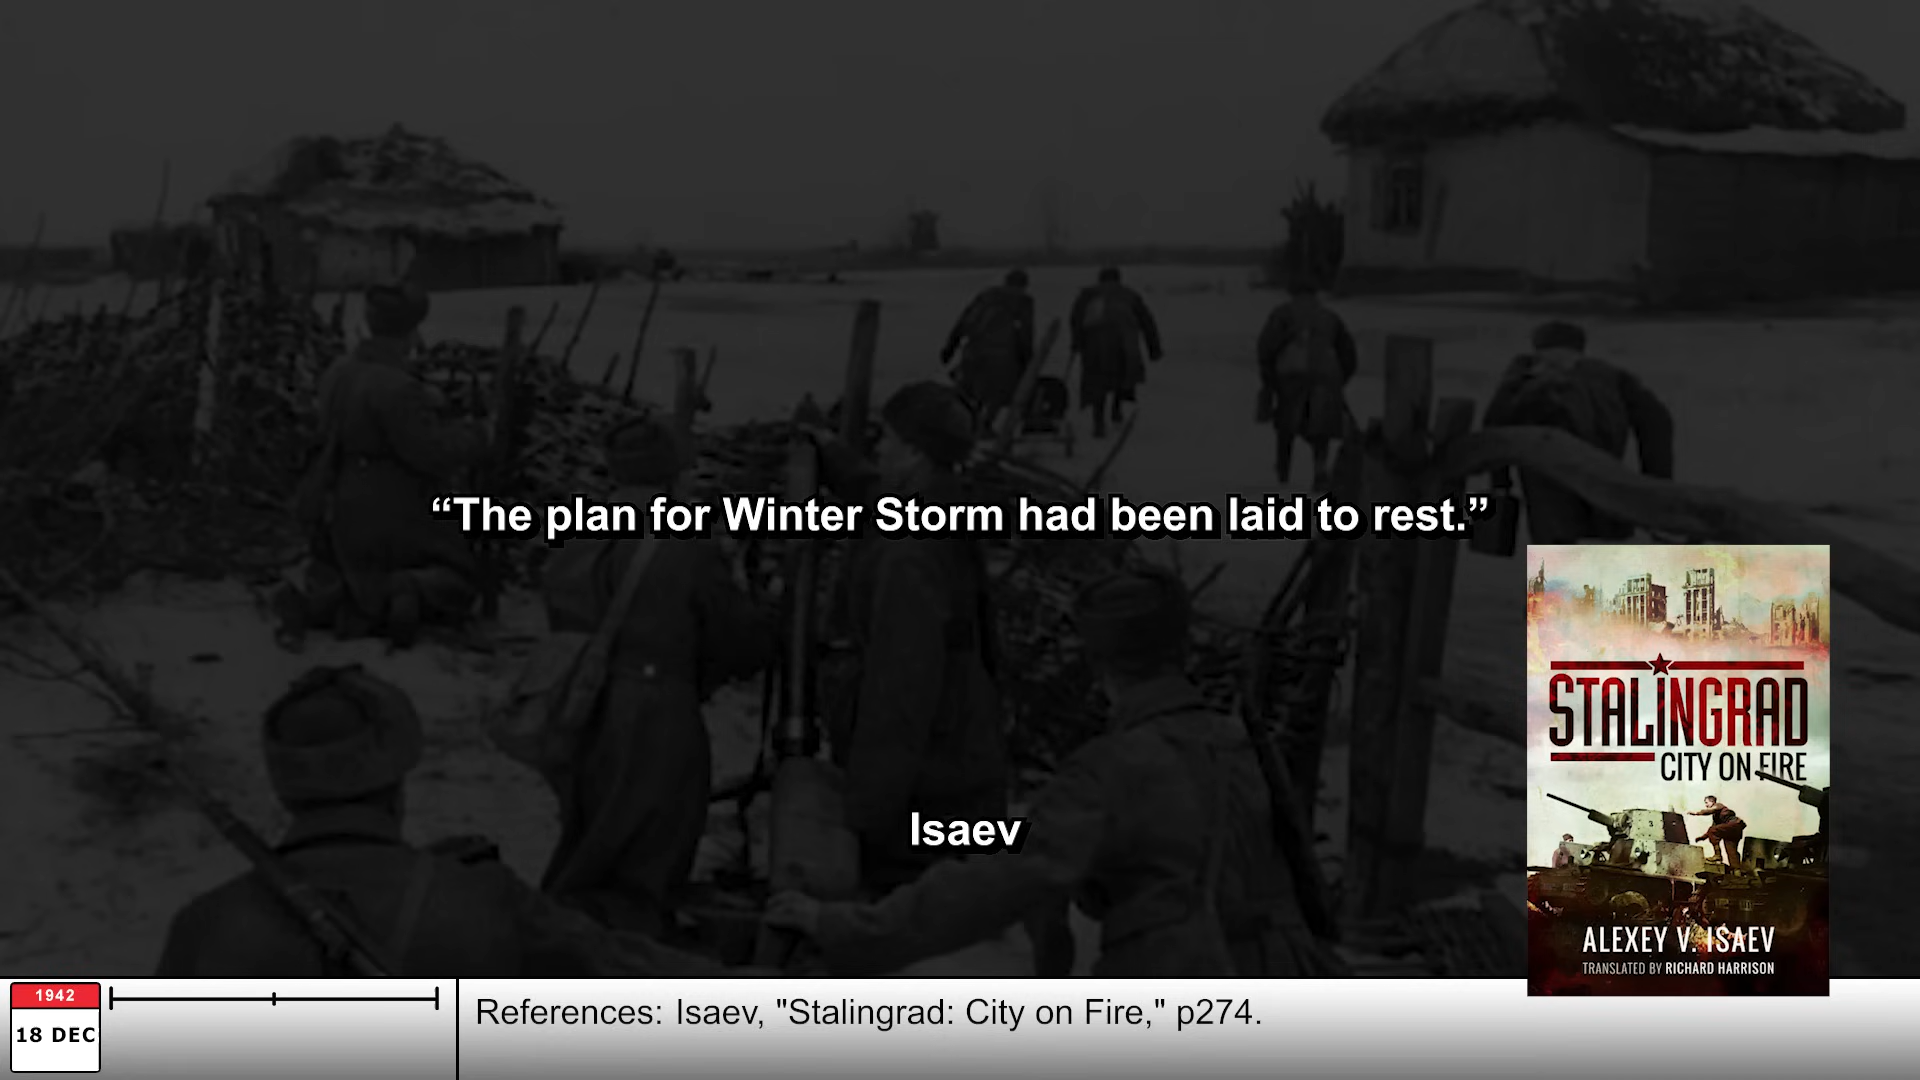 “The plan for Winter Storm had been laid to rest.”
Isaev
STALINGRAD
CITY ON FIRE
ALEXEY V. ISAEV
TRANSLATED BY RICHARD HARRISON
1942
18 DEC
References: Isaev, "Stalingrad: City on Fire," p274.